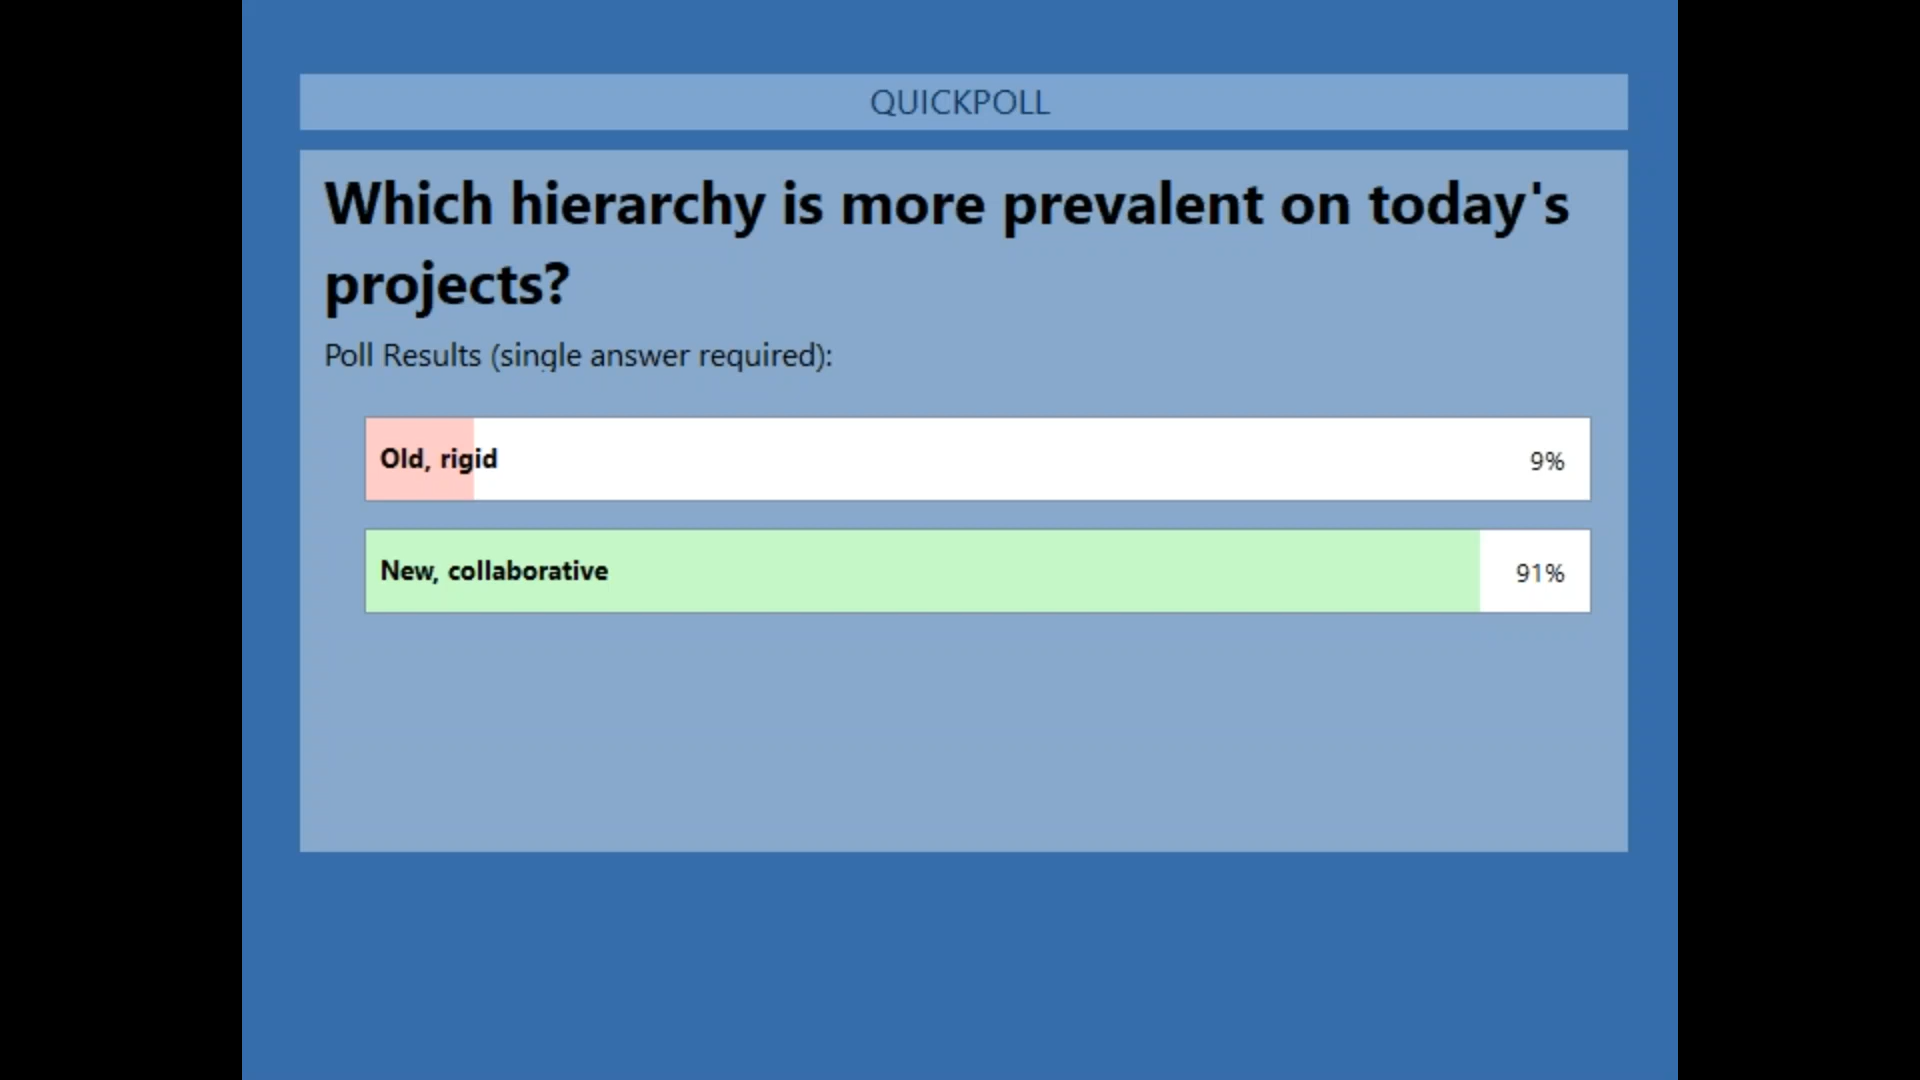 QUICKPOLL
Which hierarchy is more prevalent on today's
projects?
Poll Results (single answer required):
Old, rigid 9%
New, collaborative 91%